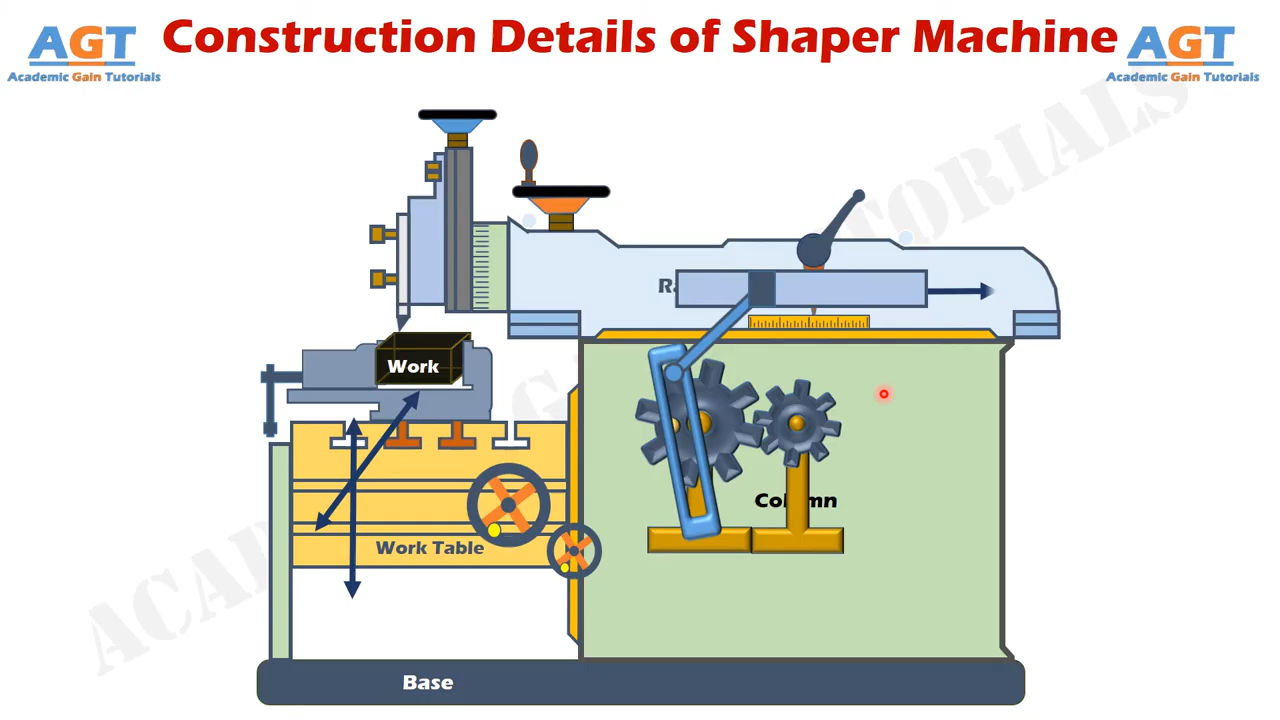 Construction Details of Shaper Machine
AGT
Academic Gain Tutorials
AGT
Academic Gain Tutorials
Work
Work Table
Base